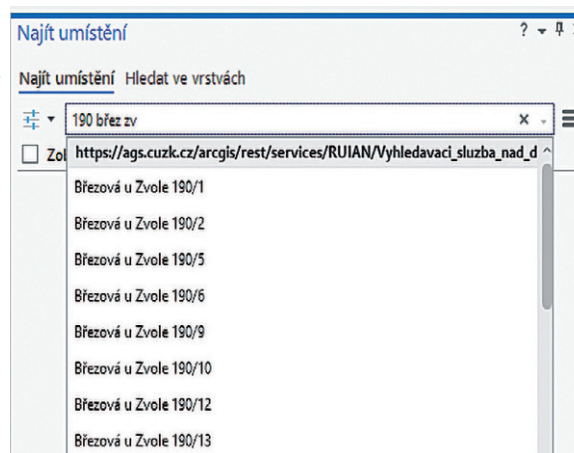 Najít umístění
?
Najít umístění Hledat ve vrstvách
190 břez zv
https://ags.cuzk.cz/arcgis/rest/services/RUIAN/Vyhledavaci_sluzba_nad_d
Březová u Zvole 190/1
Březová u Zvole 190/2
Březová u Zvole 190/5
Březová u Zvole 190/6
Březová u Zvole 190/9
Březová u Zvole 190/10
Březová u Zvole 190/12
Březová u Zvole 190/13